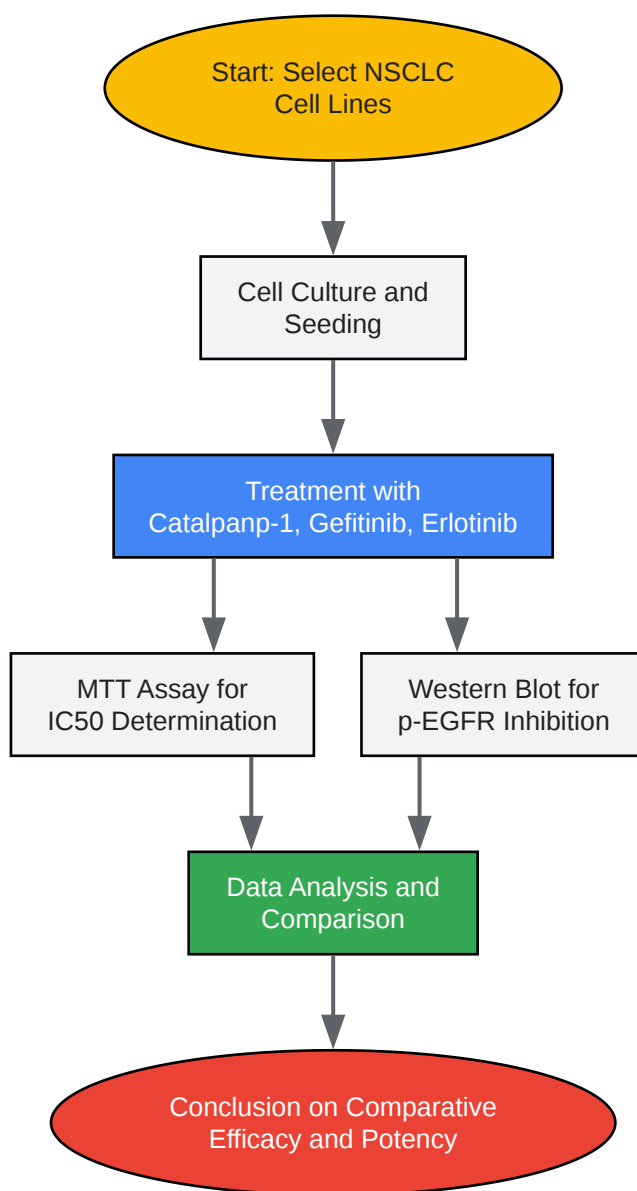 Start: Select NSCLC
Cell Lines
Cell Culture and
Seeding
Treatment with
Catalpanp-1, Gefitinib, Erlotinib
MTT Assay for
IC50 Determination
Western Blot for
p-EGFR Inhibition
Data Analysis and
Comparison
Conclusion on Comparative
Efficacy and Potency